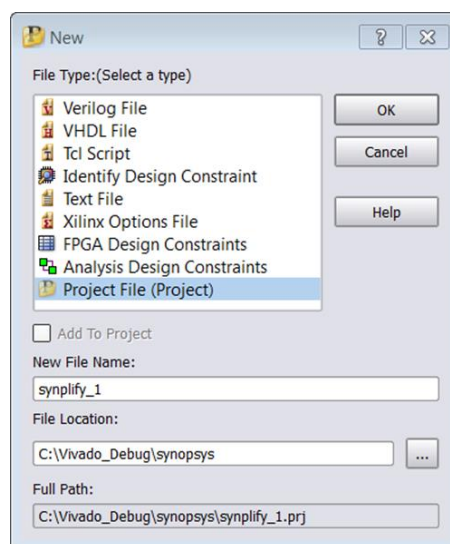 New
File Type:(Select a type)
Verilog File
VHDL File
Tcl Script
Identify Design Constraint
Text File
Xilinx Options File
FPGA Design Constraints
Analysis Design Constraints
Project File (Project)
OK
Cancel
Help
Add To Project
New File Name:
synplify_1
File Location:
C:\Vivado_Debug\synopsys
...
Full Path:
C:\Vivado_Debug\synopsys\synplify_1.prj